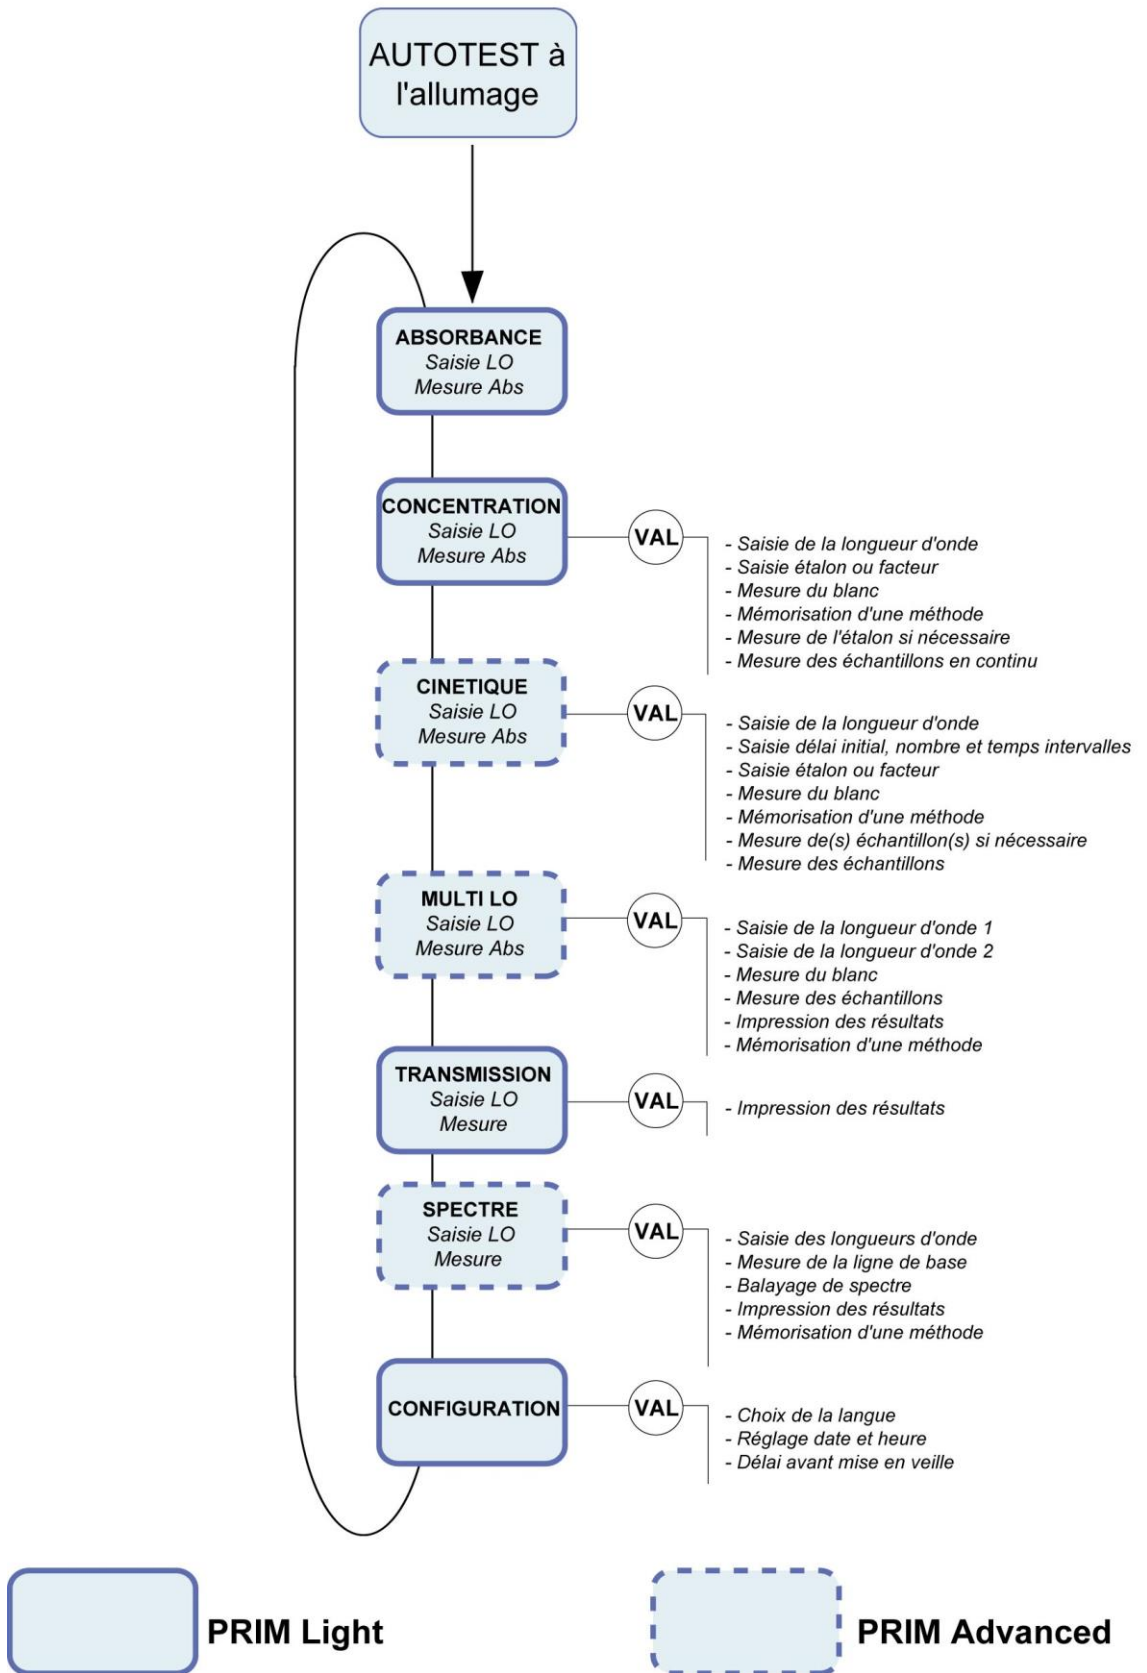 AUTOTEST à
l'allumage
ABSORBANCE
Saisie LO
Mesure Abs
CONCENTRATION
Saisie LO
Mesure Abs
VAL
- Saisie de la longueur d'onde
- Saisie étalon ou facteur
- Mesure du blanc
- Mémorisation d'une méthode
- Mesure de l'étalon si nécessaire
- Mesure des échantillons en continu
CINETIQUE
Saisie LO
Mesure Abs
VAL
- Saisie de la longueur d'onde
- Saisie délai initial, nombre et temps intervalles
- Saisie étalon ou facteur
- Mesure du blanc
- Mémorisation d'une méthode
- Mesure de(s) échantillon(s) si nécessaire
- Mesure des échantillons
MULTI LO
Saisie LO
Mesure Abs
VAL
- Saisie de la longueur d'onde 1
- Saisie de la longueur d'onde 2
- Mesure du blanc
- Mesure des échantillons
- Impression des résultats
- Mémorisation d'une méthode
TRANSMISSION
Saisie LO
Mesure
VAL
- Impression des résultats
SPECTRE
Saisie LO
Mesure
VAL
- Saisie des longueurs d'onde
- Mesure de la ligne de base
- Balayage de spectre
- Impression des résultats
- Mémorisation d'une méthode
CONFIGURATION
VAL
- Choix de la langue
- Réglage date et heure
- Délai avant mise en veille
PRIM Light
PRIM Advanced